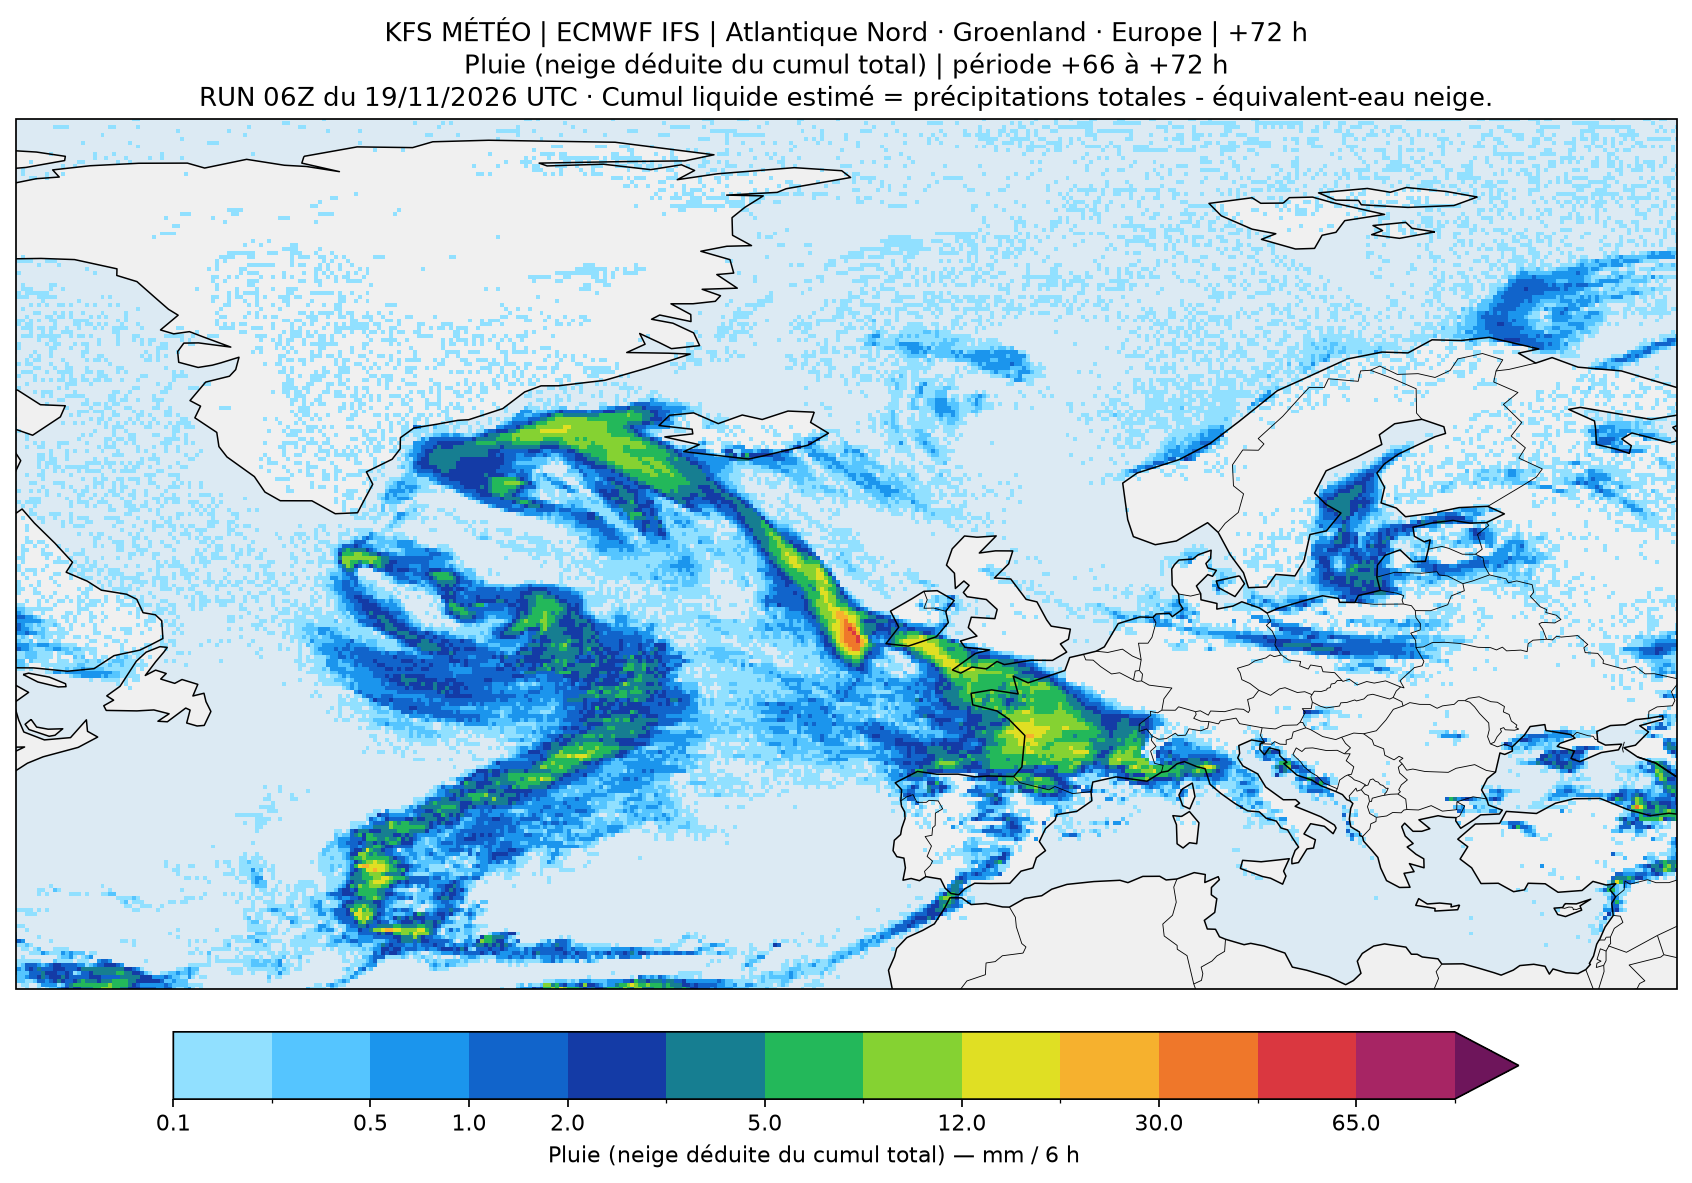 KFS MÉTÉO | ECMWF IFS | Atlantique Nord · Groenland · Europe | +72 h
Pluie (neige déduite du cumul total) | période +66 à +72 h
RUN 06Z du 19/11/2026 UTC · Cumul liquide estimé = précipitations totales - équivalent-eau neige.
0.1 0.5 1.0 2.0 5.0 12.0 30.0 65.0
Pluie (neige déduite du cumul total) — mm / 6 h